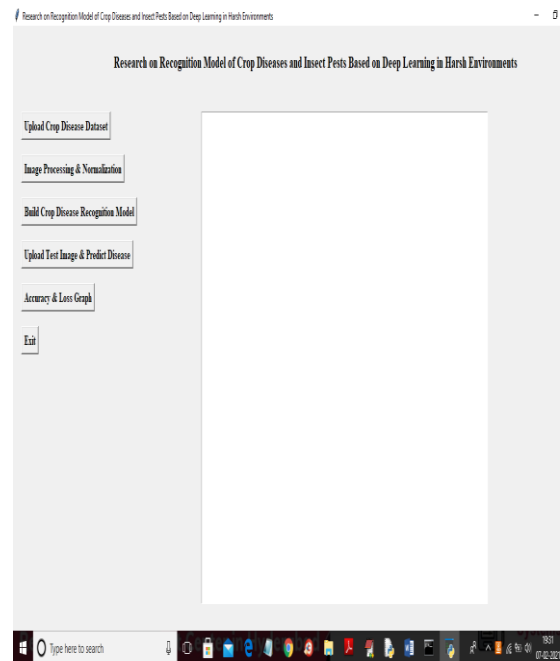 Research on Recognition Model of Crop Diseases and Insect Pests Based on Deep Learning in Harsh Environments
Research on Recognition Model of Crop Diseases and Insect Pests Based on Deep Learning in Harsh Environments
Upload Crop Disease Dataset
Image Processing & Normalization
Build Crop Disease Recognition Model
Upload Test Image & Predict Disease
Accuracy & Loss Graph
Exit
Type here to search
19:31
07-02-2021